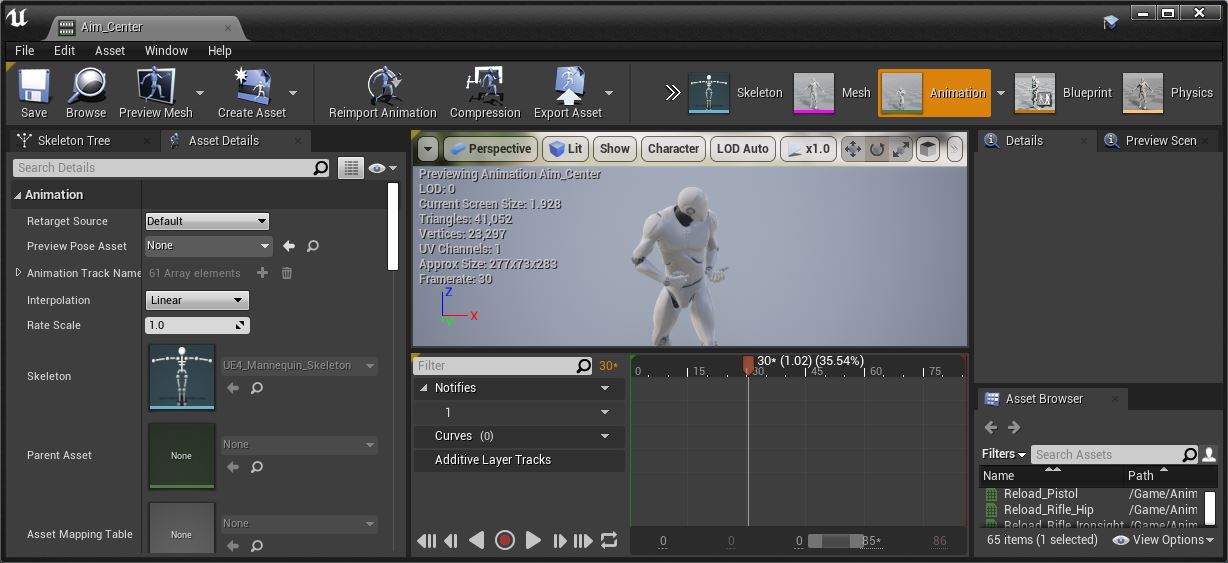 Aim_Center
File Edit Asset Window Help
Save Browse Preview Mesh Create Asset Reimport Animation Compression Export Asset Skeleton Mesh Animation Blueprint Physics
Skeleton Tree Asset Details
Search Details
Animation
Retarget Source Default
Preview Pose Asset None
Animation Track Name 61 Array elements
Interpolation Linear
Rate Scale 1.0
Skeleton UE4_Mannequin_Skeleton
Parent Asset None None
Asset Mapping Table None None
Perspective Lit Show Character LOD Auto x1.0
Previewing Animation Aim_Center
LOD: 0
Current Screen Size: 1.928
Triangles: 41,052
Vertices: 23,297
UV Channels: 1
Approx Size: 277x73x283
Framerate: 30
Z
X
Y
Filter 30*
30* (1.02) (35.54%)
0 15 30 45 60 75
Notifies
1
Curves (0)
Additive Layer Tracks
0 0 0 85* 86
Details Preview Scen
Asset Browser
Filters Search Assets
Name Path
Reload_Pistol /Game/Anim
Reload_Rifle_Hip /Game/Anim
Reload_Rifle_Ironsight /Game/Anim
65 items (1 selected) View Options